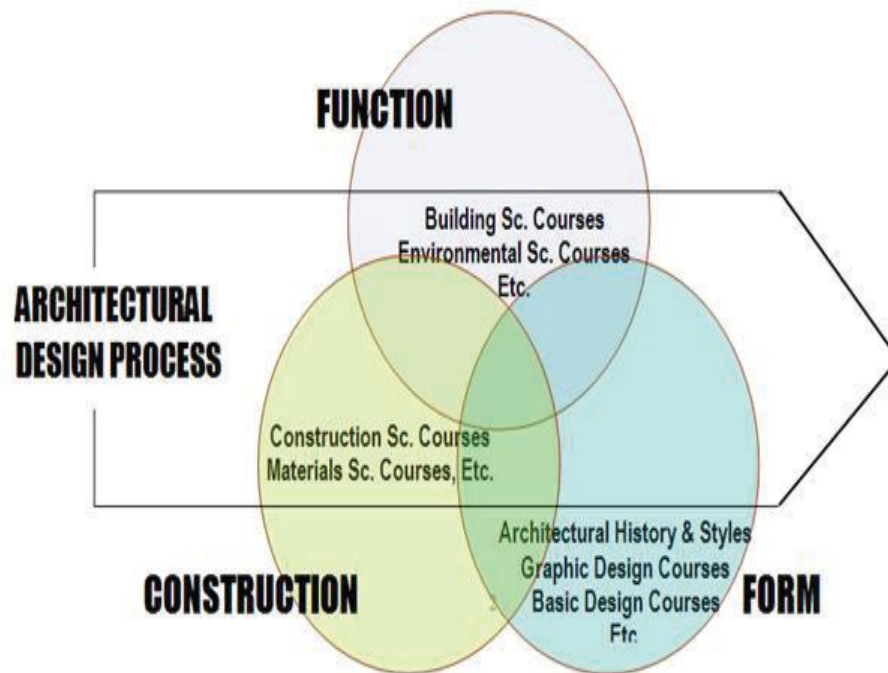 FUNCTION
Building Sc. Courses
Environmental Sc. Courses
Etc.
ARCHITECTURAL
DESIGN PROCESS
Construction Sc. Courses
Materials Sc. Courses, Etc.
Architectural History & Styles
Graphic Design Courses
Basic Design Courses
Etc
CONSTRUCTION
FORM